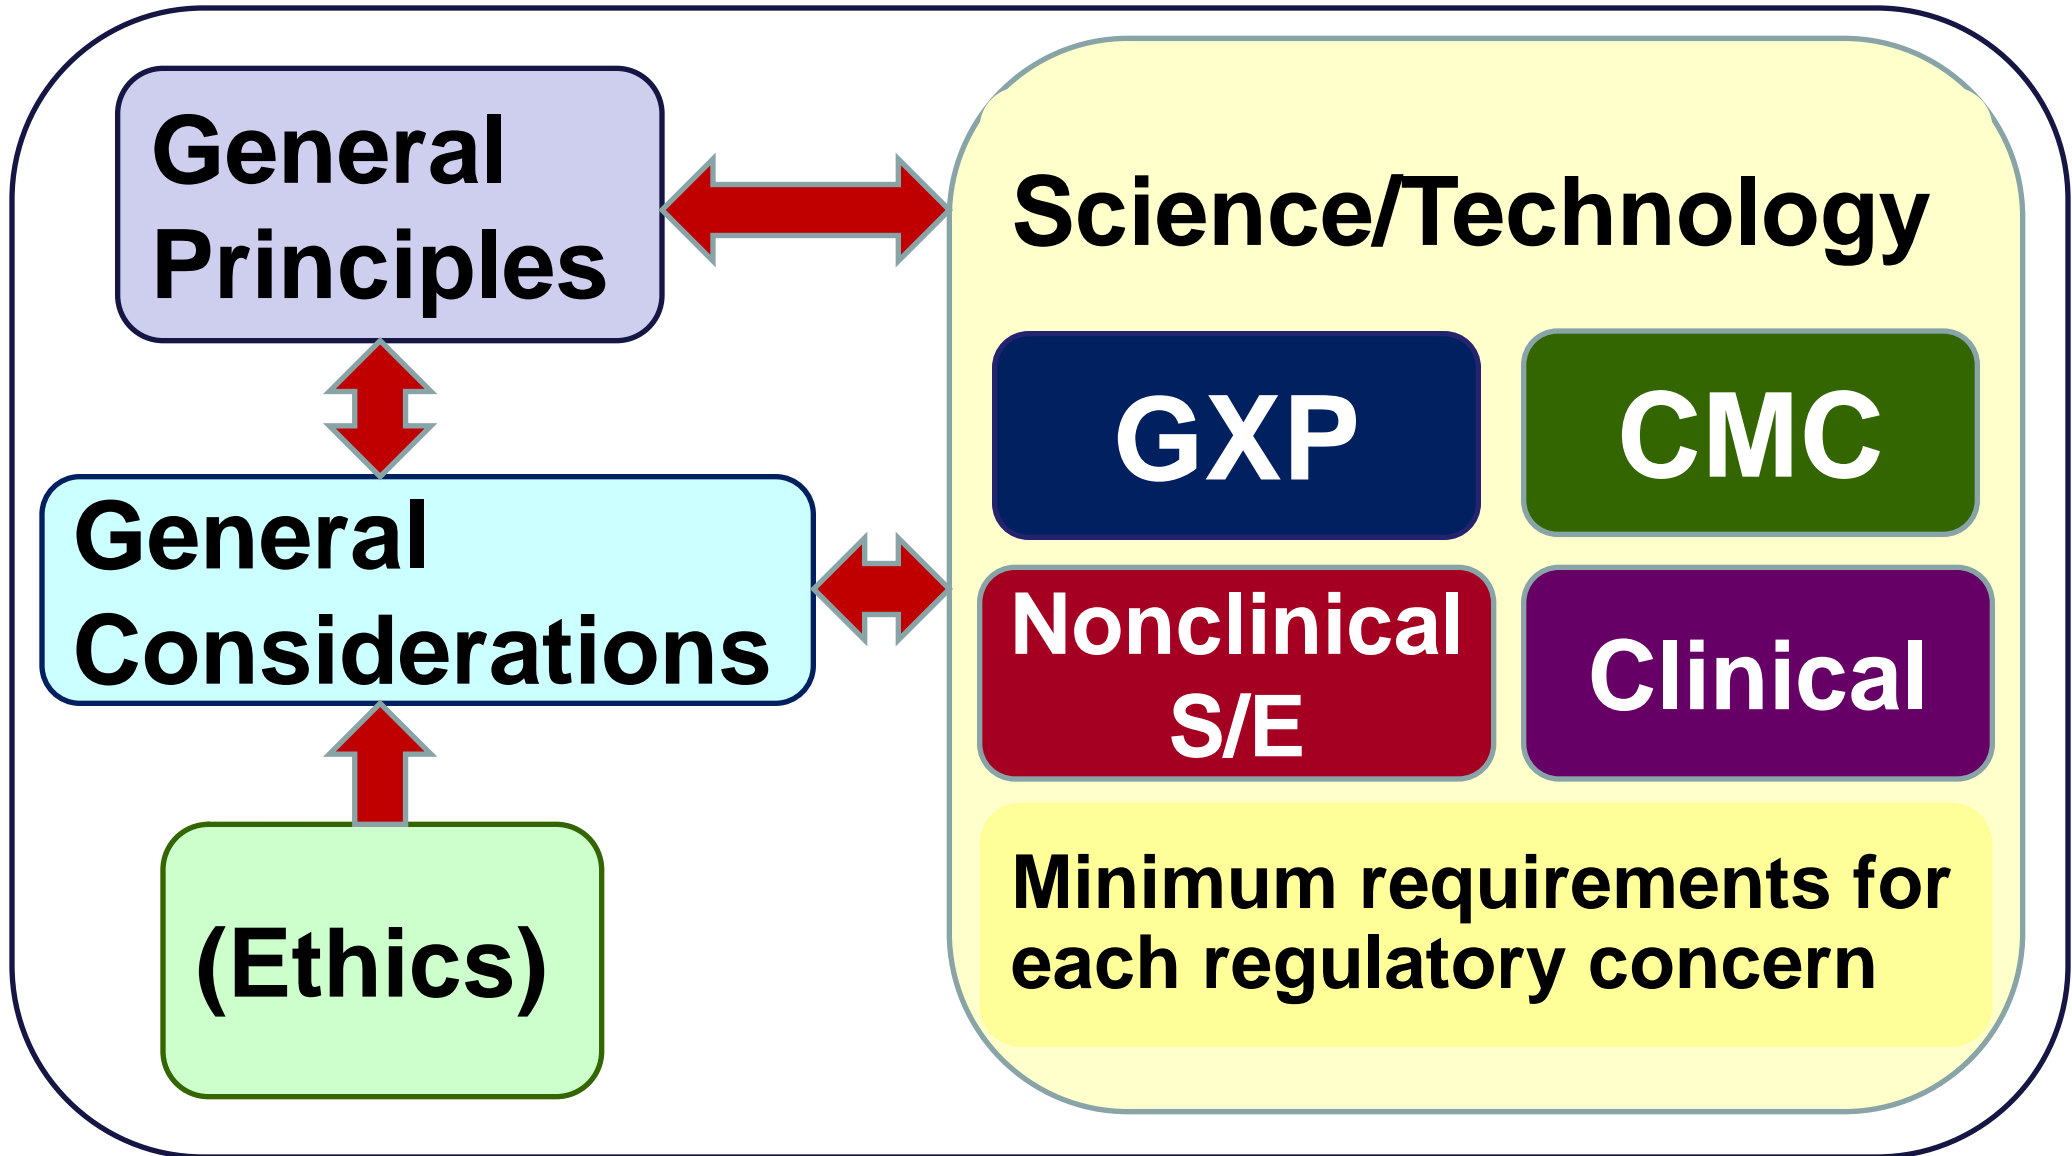 General
Principles
Science/Technology
GXP
CMC
General
Considerations
Nonclinical
S/E
Clinical
(Ethics)
Minimum requirements for
each regulatory concern